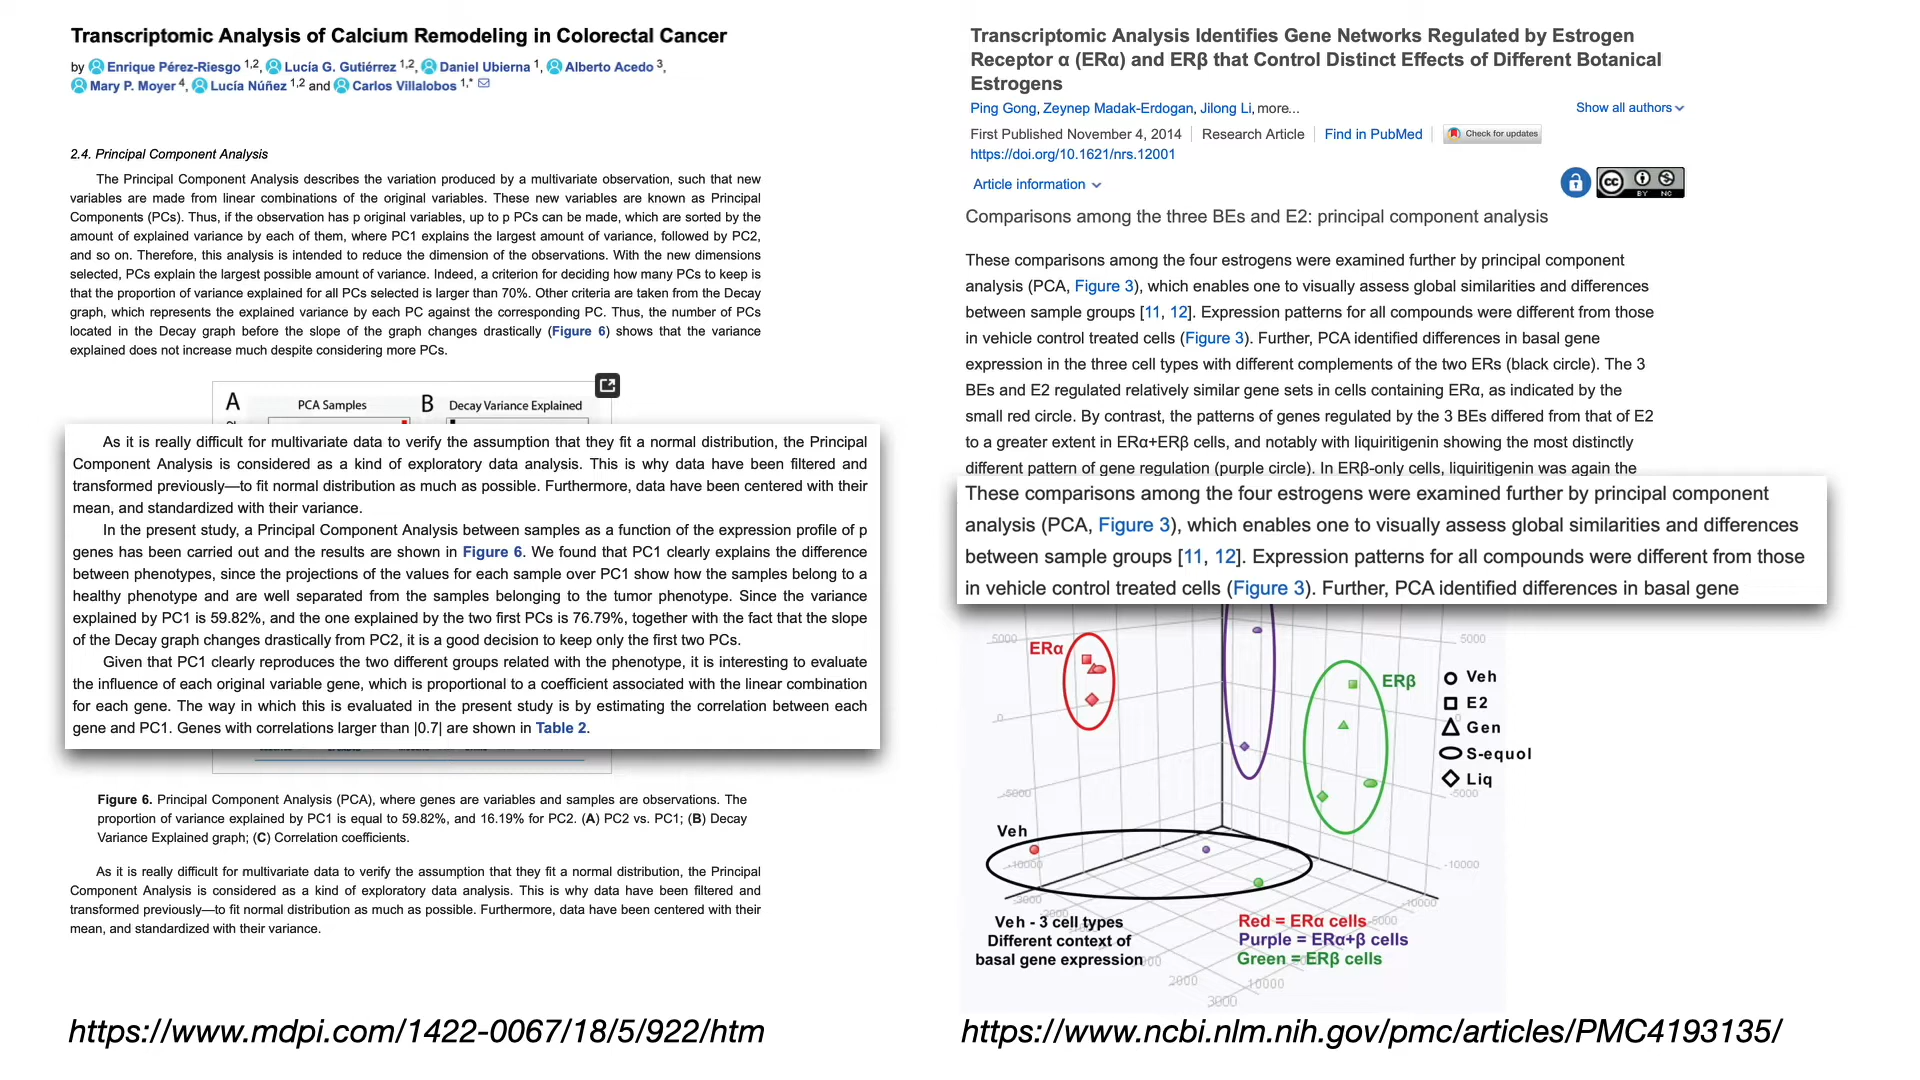 Transcriptomic Analysis of Calcium Remodeling in Colorectal Cancer
by Enrique Pérez-Riesgo 1,2, Lucía G. Gutiérrez 1,2, Daniel Ubierna 1, Alberto Acedo 3,
Mary P. Moyer 4, Lucía Núñez 1,2 and Carlos Villalobos 1,*
2.4. Principal Component Analysis
The Principal Component Analysis describes the variation produced by a multivariate observation, such that new
variables are made from linear combinations of the original variables. These new variables are known as Principal
Components (PCs). Thus, if the observation has p original variables, up to p PCs can be made, which are sorted by the
amount of explained variance by each of them, where PC1 explains the largest amount of variance, followed by PC2,
and so on. Therefore, this analysis is intended to reduce the dimension of the observations. With the new dimensions
selected, PCs explain the largest possible amount of variance. Indeed, a criterion for deciding how many PCs to keep is
that the proportion of variance explained for all PCs selected is larger than 70%. Other criteria are taken from the Decay
graph, which represents the explained variance by each PC against the corresponding PC. Thus, the number of PCs
located in the Decay graph before the slope of the graph changes drastically (Figure 6) shows that the variance
explained does not increase much despite considering more PCs.
A PCA Samples B Decay Variance Explained
As it is really difficult for multivariate data to verify the assumption that they fit a normal distribution, the Principal
Component Analysis is considered as a kind of exploratory data analysis. This is why data have been filtered and
transformed previously—to fit normal distribution as much as possible. Furthermore, data have been centered with their
mean, and standardized with their variance.
In the present study, a Principal Component Analysis between samples as a function of the expression profile of p
genes has been carried out and the results are shown in Figure 6. We found that PC1 clearly explains the difference
between phenotypes, since the projections of the values for each sample over PC1 show how the samples belong to a
healthy phenotype and are well separated from the samples belonging to the tumor phenotype. Since the variance
explained by PC1 is 59.82%, and the one explained by the two first PCs is 76.79%, together with the fact that the slope
of the Decay graph changes drastically from PC2, it is a good decision to keep only the first two PCs.
Given that PC1 clearly reproduces the two different groups related with the phenotype, it is interesting to evaluate
the influence of each original variable gene, which is proportional to a coefficient associated with the linear combination
for each gene. The way in which this is evaluated in the present study is by estimating the correlation between each
gene and PC1. Genes with correlations larger than |0.7| are shown in Table 2.
Figure 6. Principal Component Analysis (PCA), where genes are variables and samples are observations. The
proportion of variance explained by PC1 is equal to 59.82%, and 16.19% for PC2. (A) PC2 vs. PC1; (B) Decay
Variance Explained graph; (C) Correlation coefficients.
As it is really difficult for multivariate data to verify the assumption that they fit a normal distribution, the Principal
Component Analysis is considered as a kind of exploratory data analysis. This is why data have been filtered and
transformed previously—to fit normal distribution as much as possible. Furthermore, data have been centered with their
mean, and standardized with their variance.
https://www.mdpi.com/1422-0067/18/5/922/htm
Transcriptomic Analysis Identifies Gene Networks Regulated by Estrogen
Receptor α (ERα) and ERβ that Control Distinct Effects of Different Botanical
Estrogens
Ping Gong, Zeynep Madak-Erdogan, Jilong Li, more...
Show all authors
First Published November 4, 2014 Research Article Find in PubMed Check for updates
https://doi.org/10.1621/nrs.12001
Article information
cc BY NC
Comparisons among the three BEs and E2: principal component analysis
These comparisons among the four estrogens were examined further by principal component
analysis (PCA, Figure 3), which enables one to visually assess global similarities and differences
between sample groups [11, 12]. Expression patterns for all compounds were different from those
in vehicle control treated cells (Figure 3). Further, PCA identified differences in basal gene
expression in the three cell types with different complements of the two ERs (black circle). The 3
BEs and E2 regulated relatively similar gene sets in cells containing ERα, as indicated by the
small red circle. By contrast, the patterns of genes regulated by the 3 BEs differed from that of E2
to a greater extent in ERα+ERβ cells, and notably with liquiritigenin showing the most distinctly
different pattern of gene regulation (purple circle). In ERβ-only cells, liquiritigenin was again the
These comparisons among the four estrogens were examined further by principal component
analysis (PCA, Figure 3), which enables one to visually assess global similarities and differences
between sample groups [11, 12]. Expression patterns for all compounds were different from those
in vehicle control treated cells (Figure 3). Further, PCA identified differences in basal gene
5000 5000
ERα
ERβ
Veh
E2
0 0
Gen
S-equol
Liq
-5000 -5000
Veh
-10000 -10000
-3000 -10000
Veh - 3 cell types
Different context of
basal gene expression
Red = ERα cells -5000
Purple = ERα+β cells
Green = ERβ cells
2000 10000
3000
https://www.ncbi.nlm.nih.gov/pmc/articles/PMC4193135/